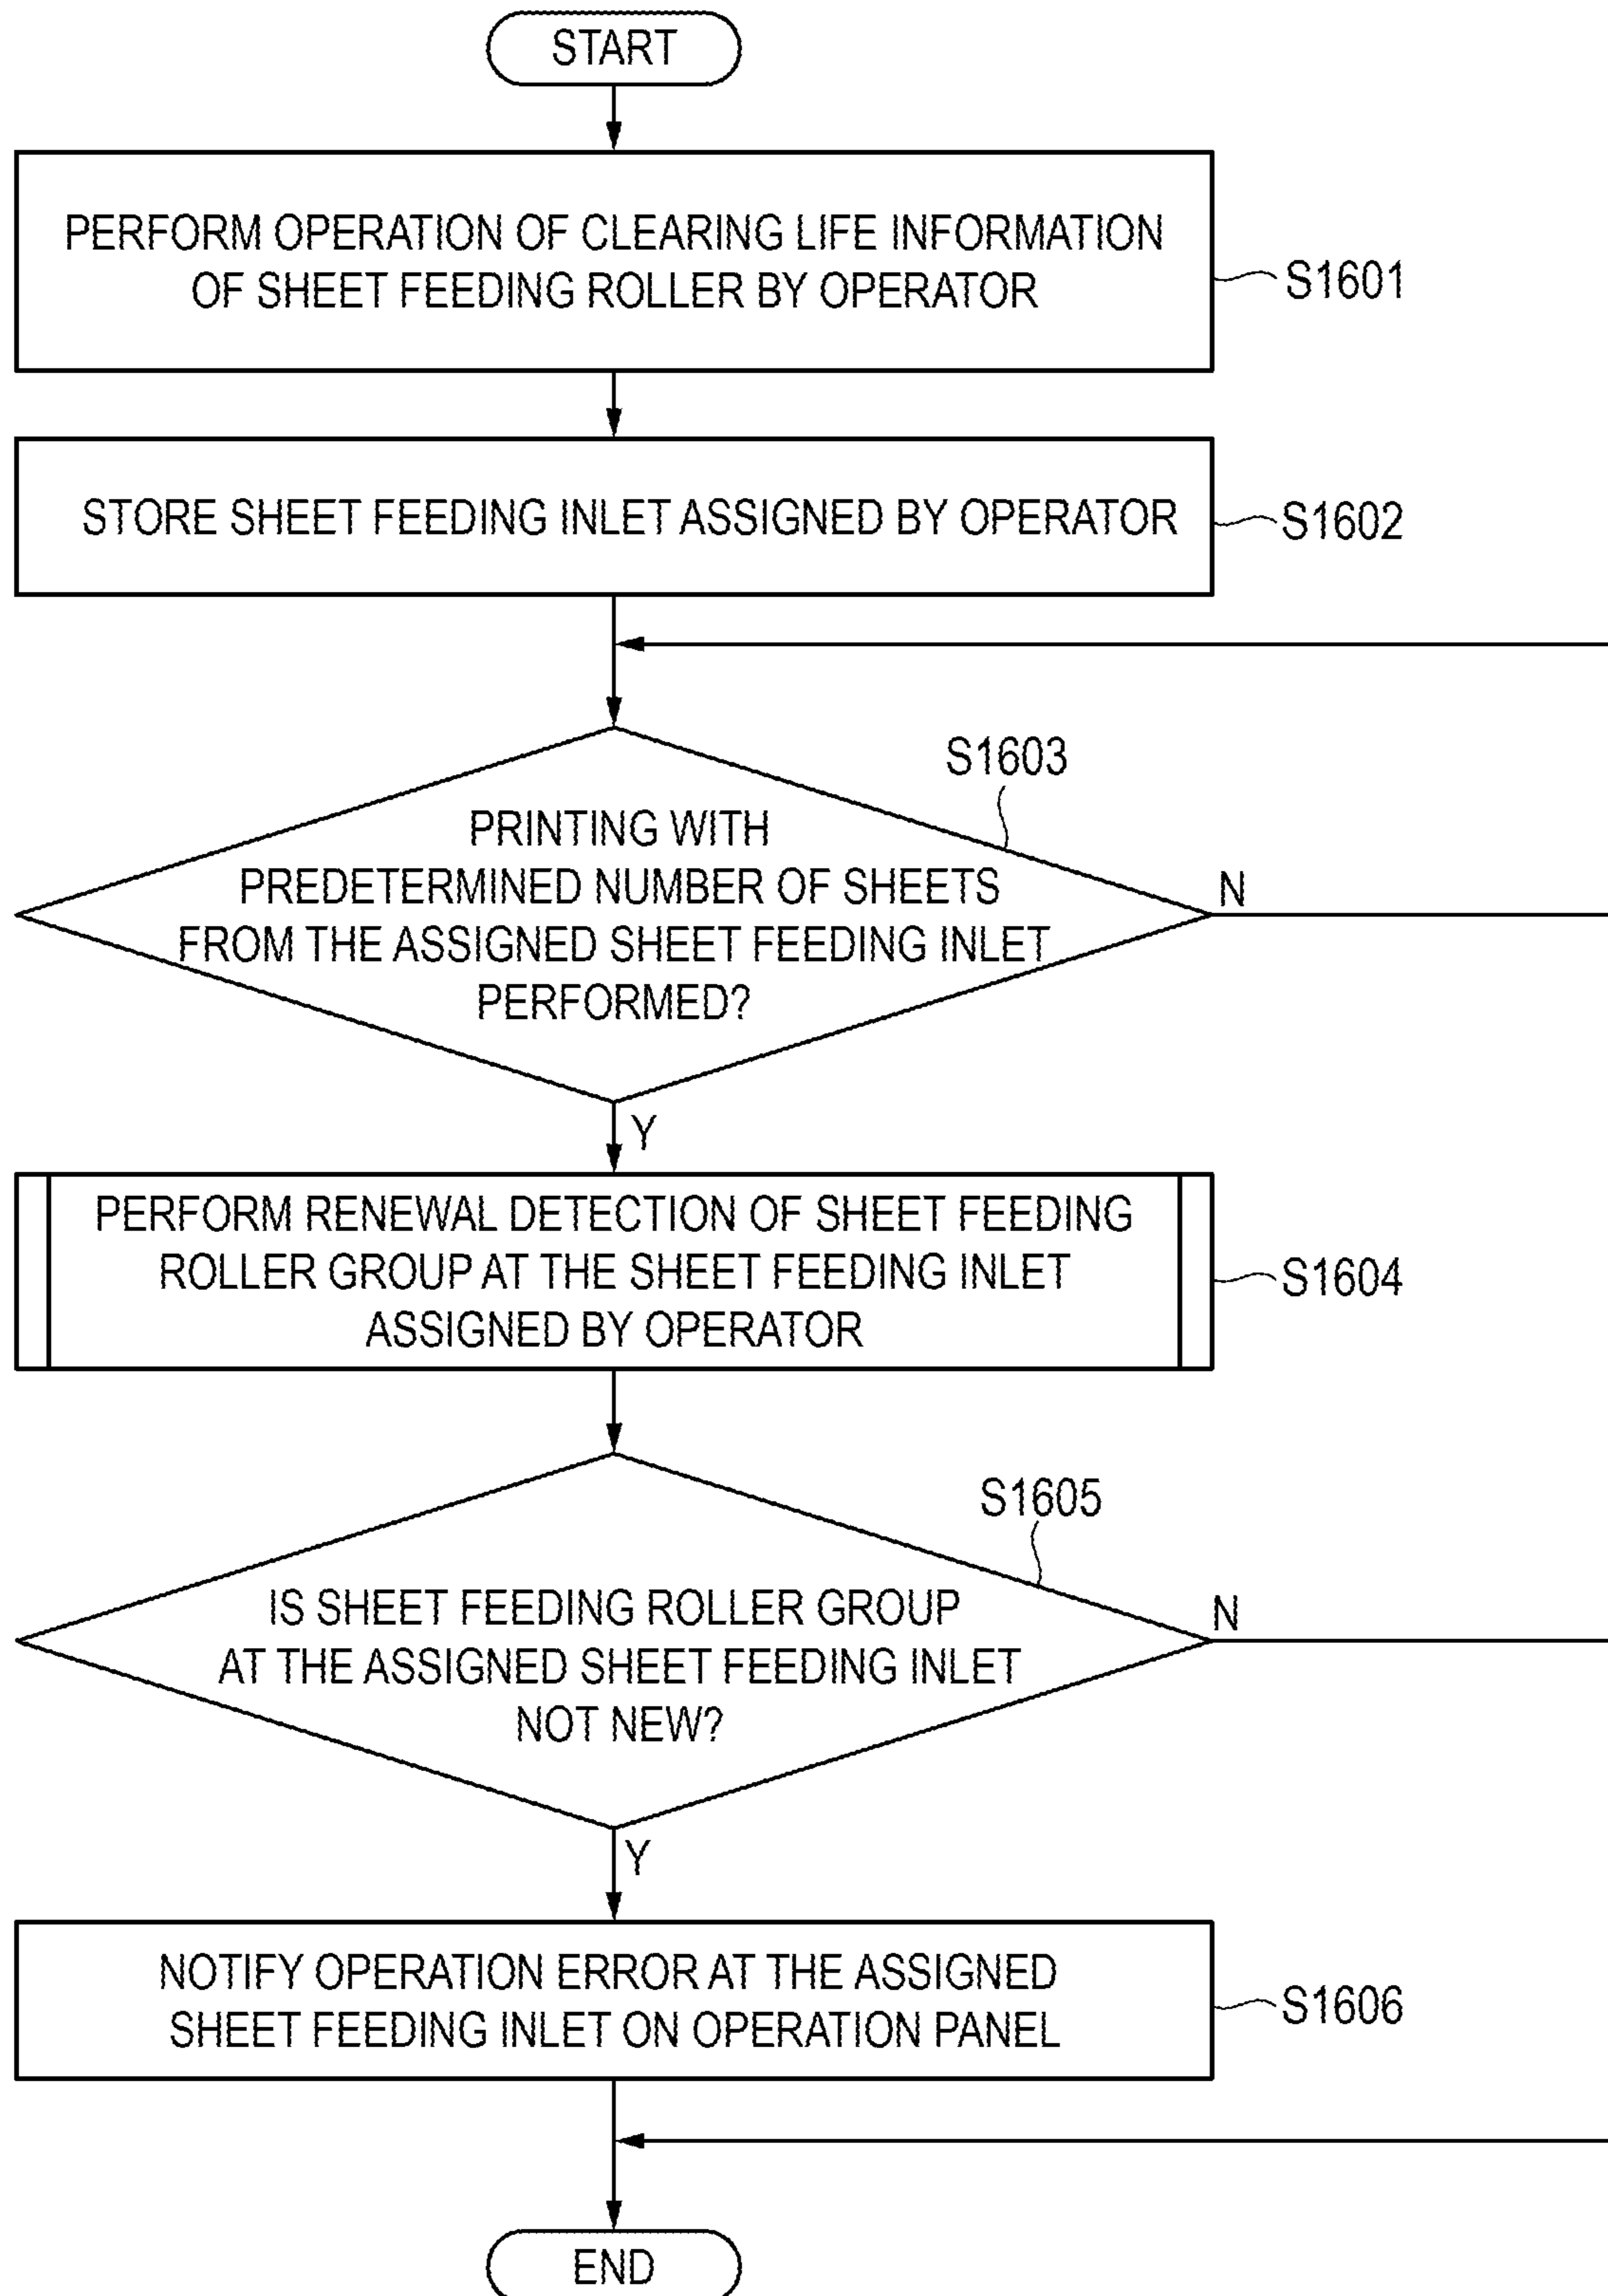 START
PERFORM OPERATION OF CLEARING LIFE INFORMATION
OF SHEET FEEDING ROLLER BY OPERATOR
S1601
STORE SHEET FEEDING INLET ASSIGNED BY OPERATOR
S1602
S1603
PRINTING WITH
PREDETERMINED NUMBER OF SHEETS
FROM THE ASSIGNED SHEET FEEDING INLET
PERFORMED?
N
Y
PERFORM RENEWAL DETECTION OF SHEET FEEDING
ROLLER GROUP AT THE SHEET FEEDING INLET
ASSIGNED BY OPERATOR
S1604
S1605
IS SHEET FEEDING ROLLER GROUP
AT THE ASSIGNED SHEET FEEDING INLET
NOT NEW?
N
Y
NOTIFY OPERATION ERROR AT THE ASSIGNED
SHEET FEEDING INLET ON OPERATION PANEL
S1606
END